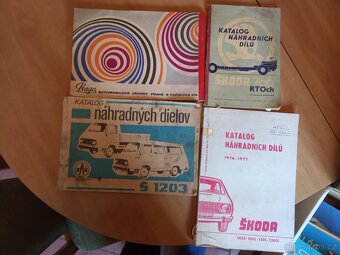 Praga
AUTOMOBILOVÉ ZÁVODY PRAHA
KATALOG
NÁHRADNÍCH
DÍLŮ
ŠKODA
RTOch
KATALOG
náhradných dielov
Š 1203
KATALOG
NÁHRADNÍCH DÍLŮ
1976-1977
ŠKODA